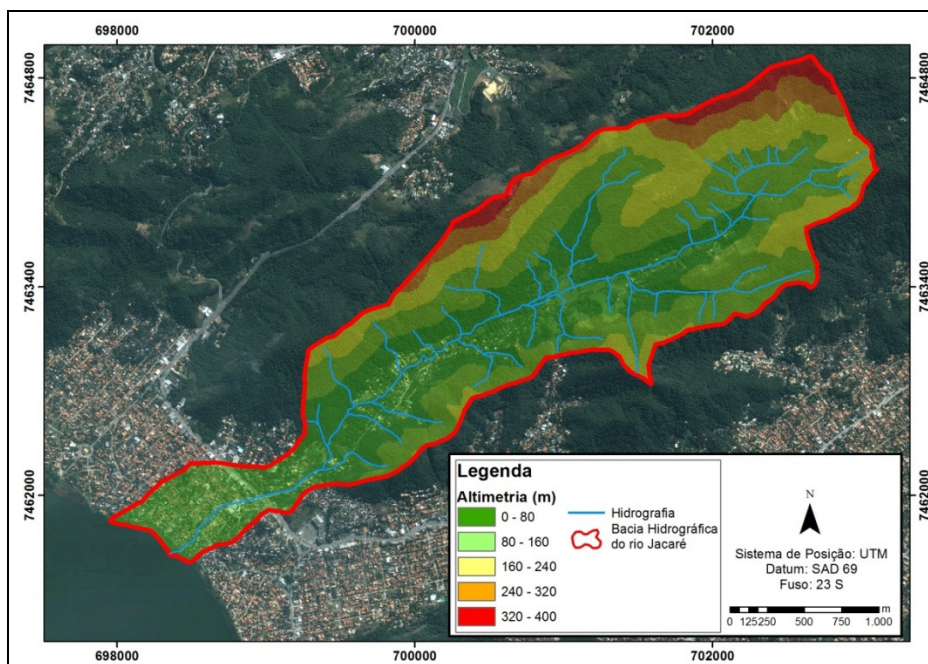 698000 700000 702000
7464800 7464800
7463400 7463400
7462000 7462000
Legenda
Altimetria (m)
0 - 80
80 - 160
160 - 240
240 - 320
320 - 400
Hidrografia
Bacia Hidrográfica
do rio Jacaré
N
Sistema de Posição: UTM
Datum: SAD 69
Fuso: 23 S
m
0 125250 500 750 1.000
698000 700000 702000